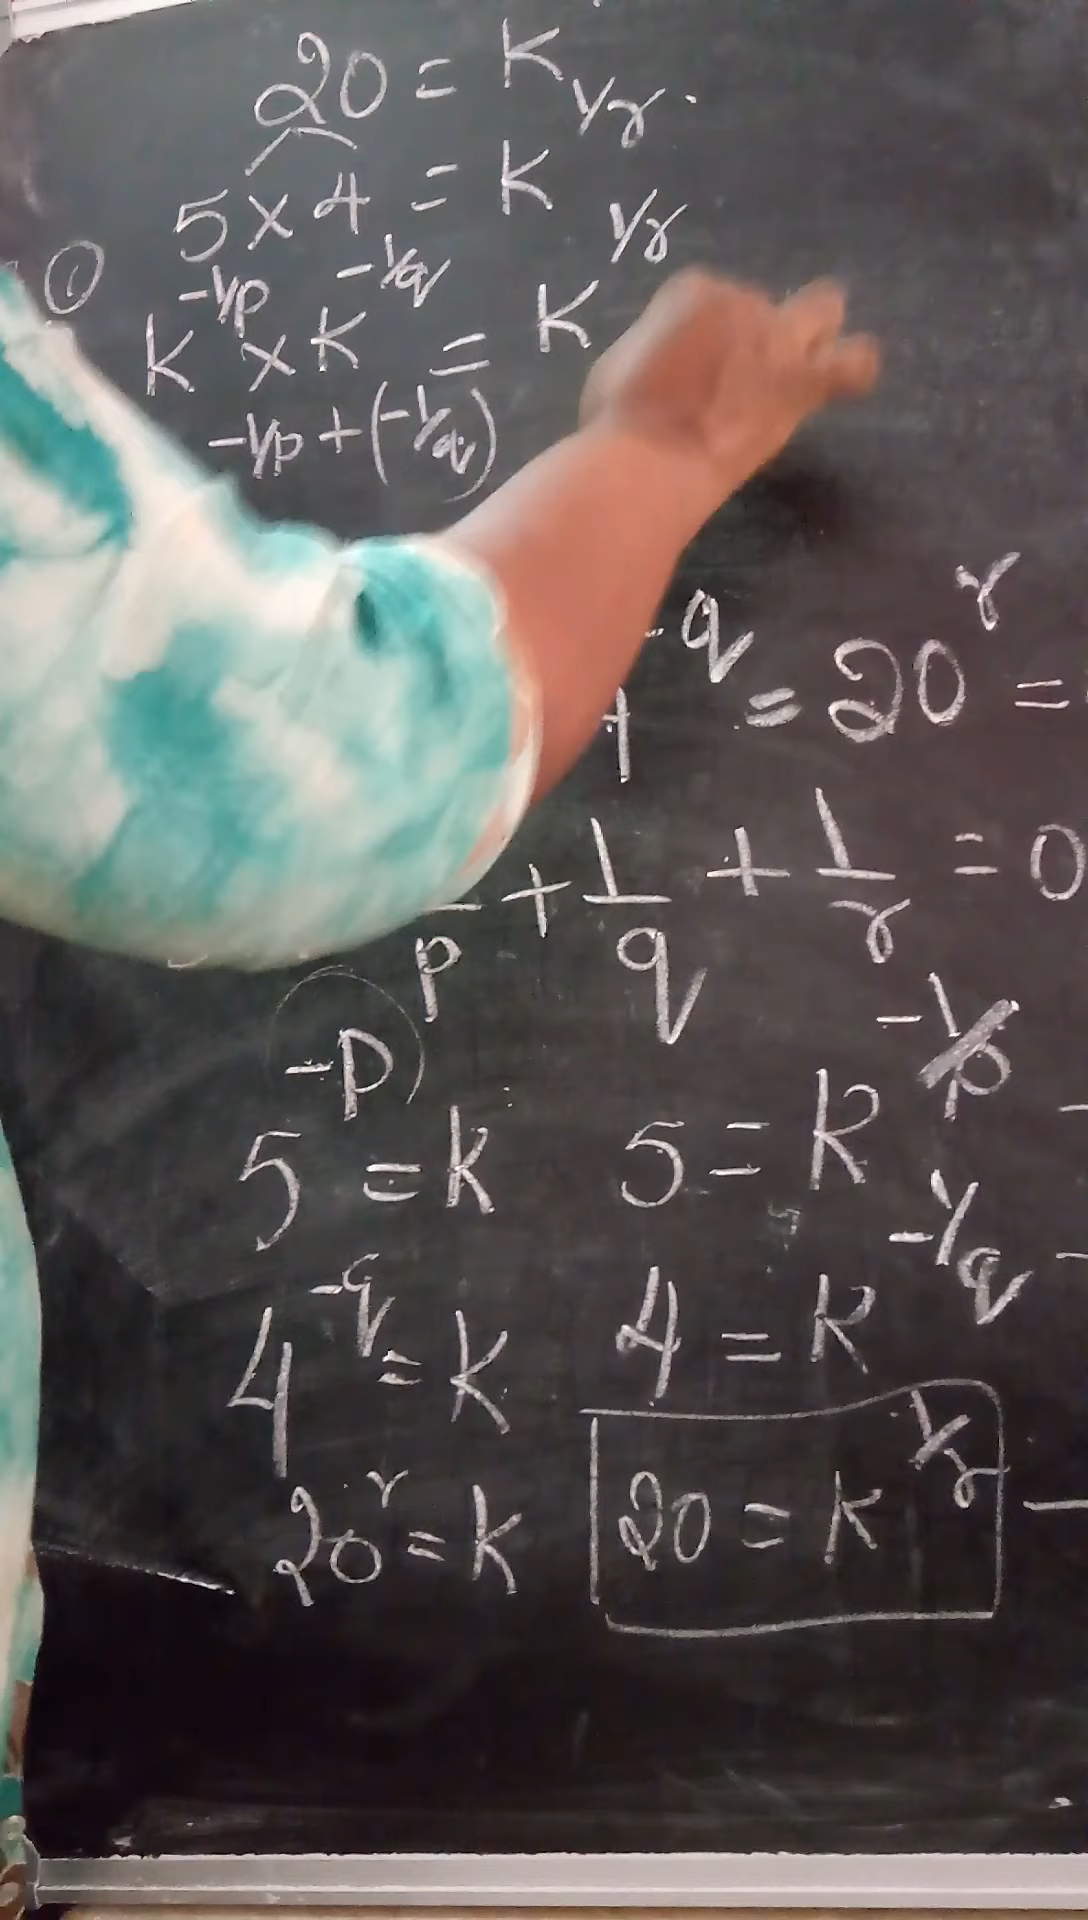 20 = K 1/r
5 x 4 = K
① K -1/p x K -1/q = K 1/r
-1/p + (-1/q)
-q = 20 r =
p + 1/q + 1/r = 0
5 -p = k 5 = k -1/p
4 -q = k 4 = k -1/q
20 r = k 20 = k 1/r